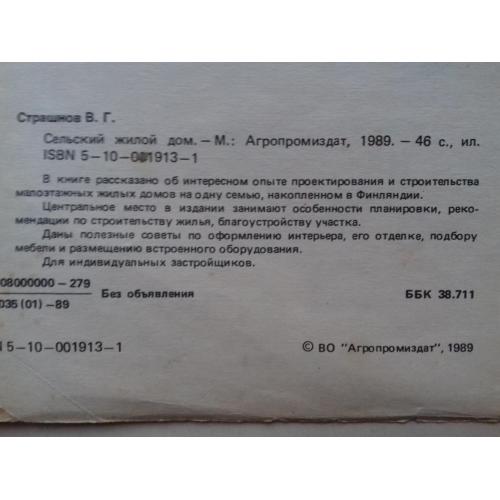 Страшнов В. Г.
Сельский жилой дом. – М.: Агропромиздат, 1989. – 46 с., ил.
ISBN 5–10–001913–1
В книге рассказано об интересном опыте проектирования и строительства
малоэтажных жилых домов на одну семью, накопленном в Финляндии.
Центральное место в издании занимают особенности планировки, реко-
мендации по строительству жилья, благоустройству участка.
Даны полезные советы по оформлению интерьера, его отделке, подбору
мебели и размещению встроенного оборудования.
Для индивидуальных застройщиков.
08000000 – 279
035 (01) – 89
Без объявления
ББК 38.711
N 5–10–001913–1
© ВО "Агропромиздат", 1989